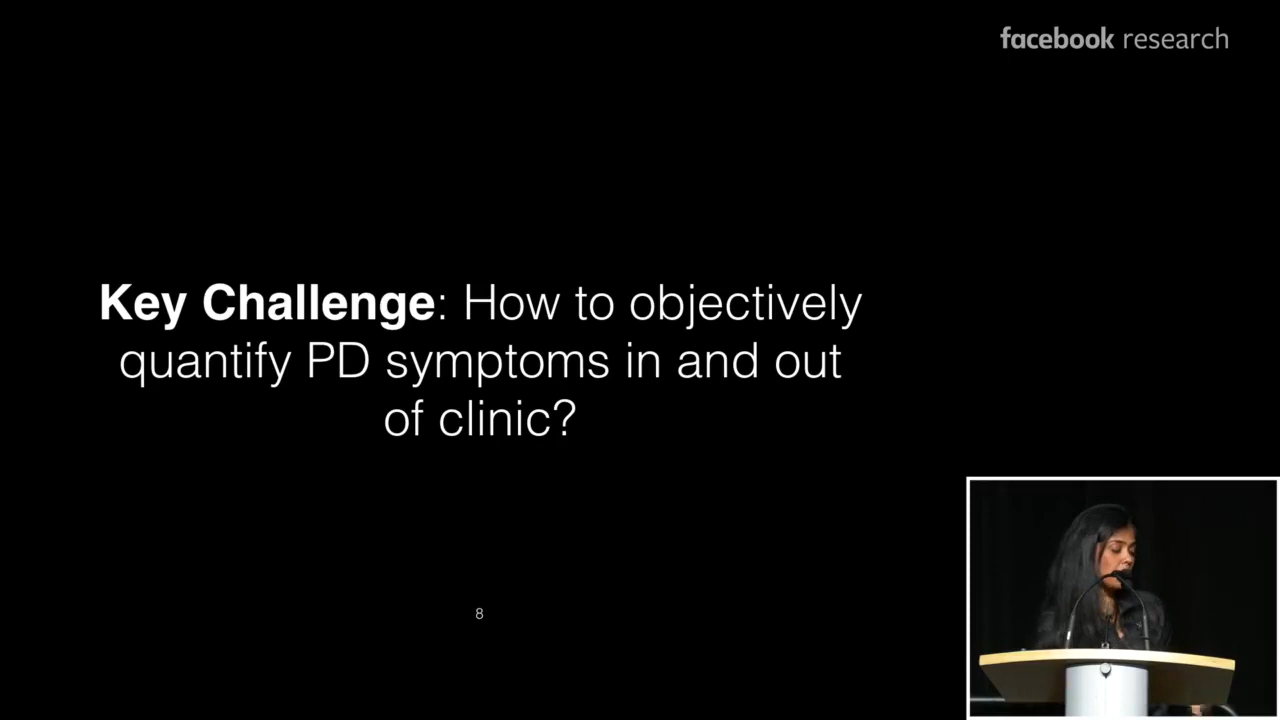 facebook research
Key Challenge: How to objectively
quantify PD symptoms in and out
of clinic?
8